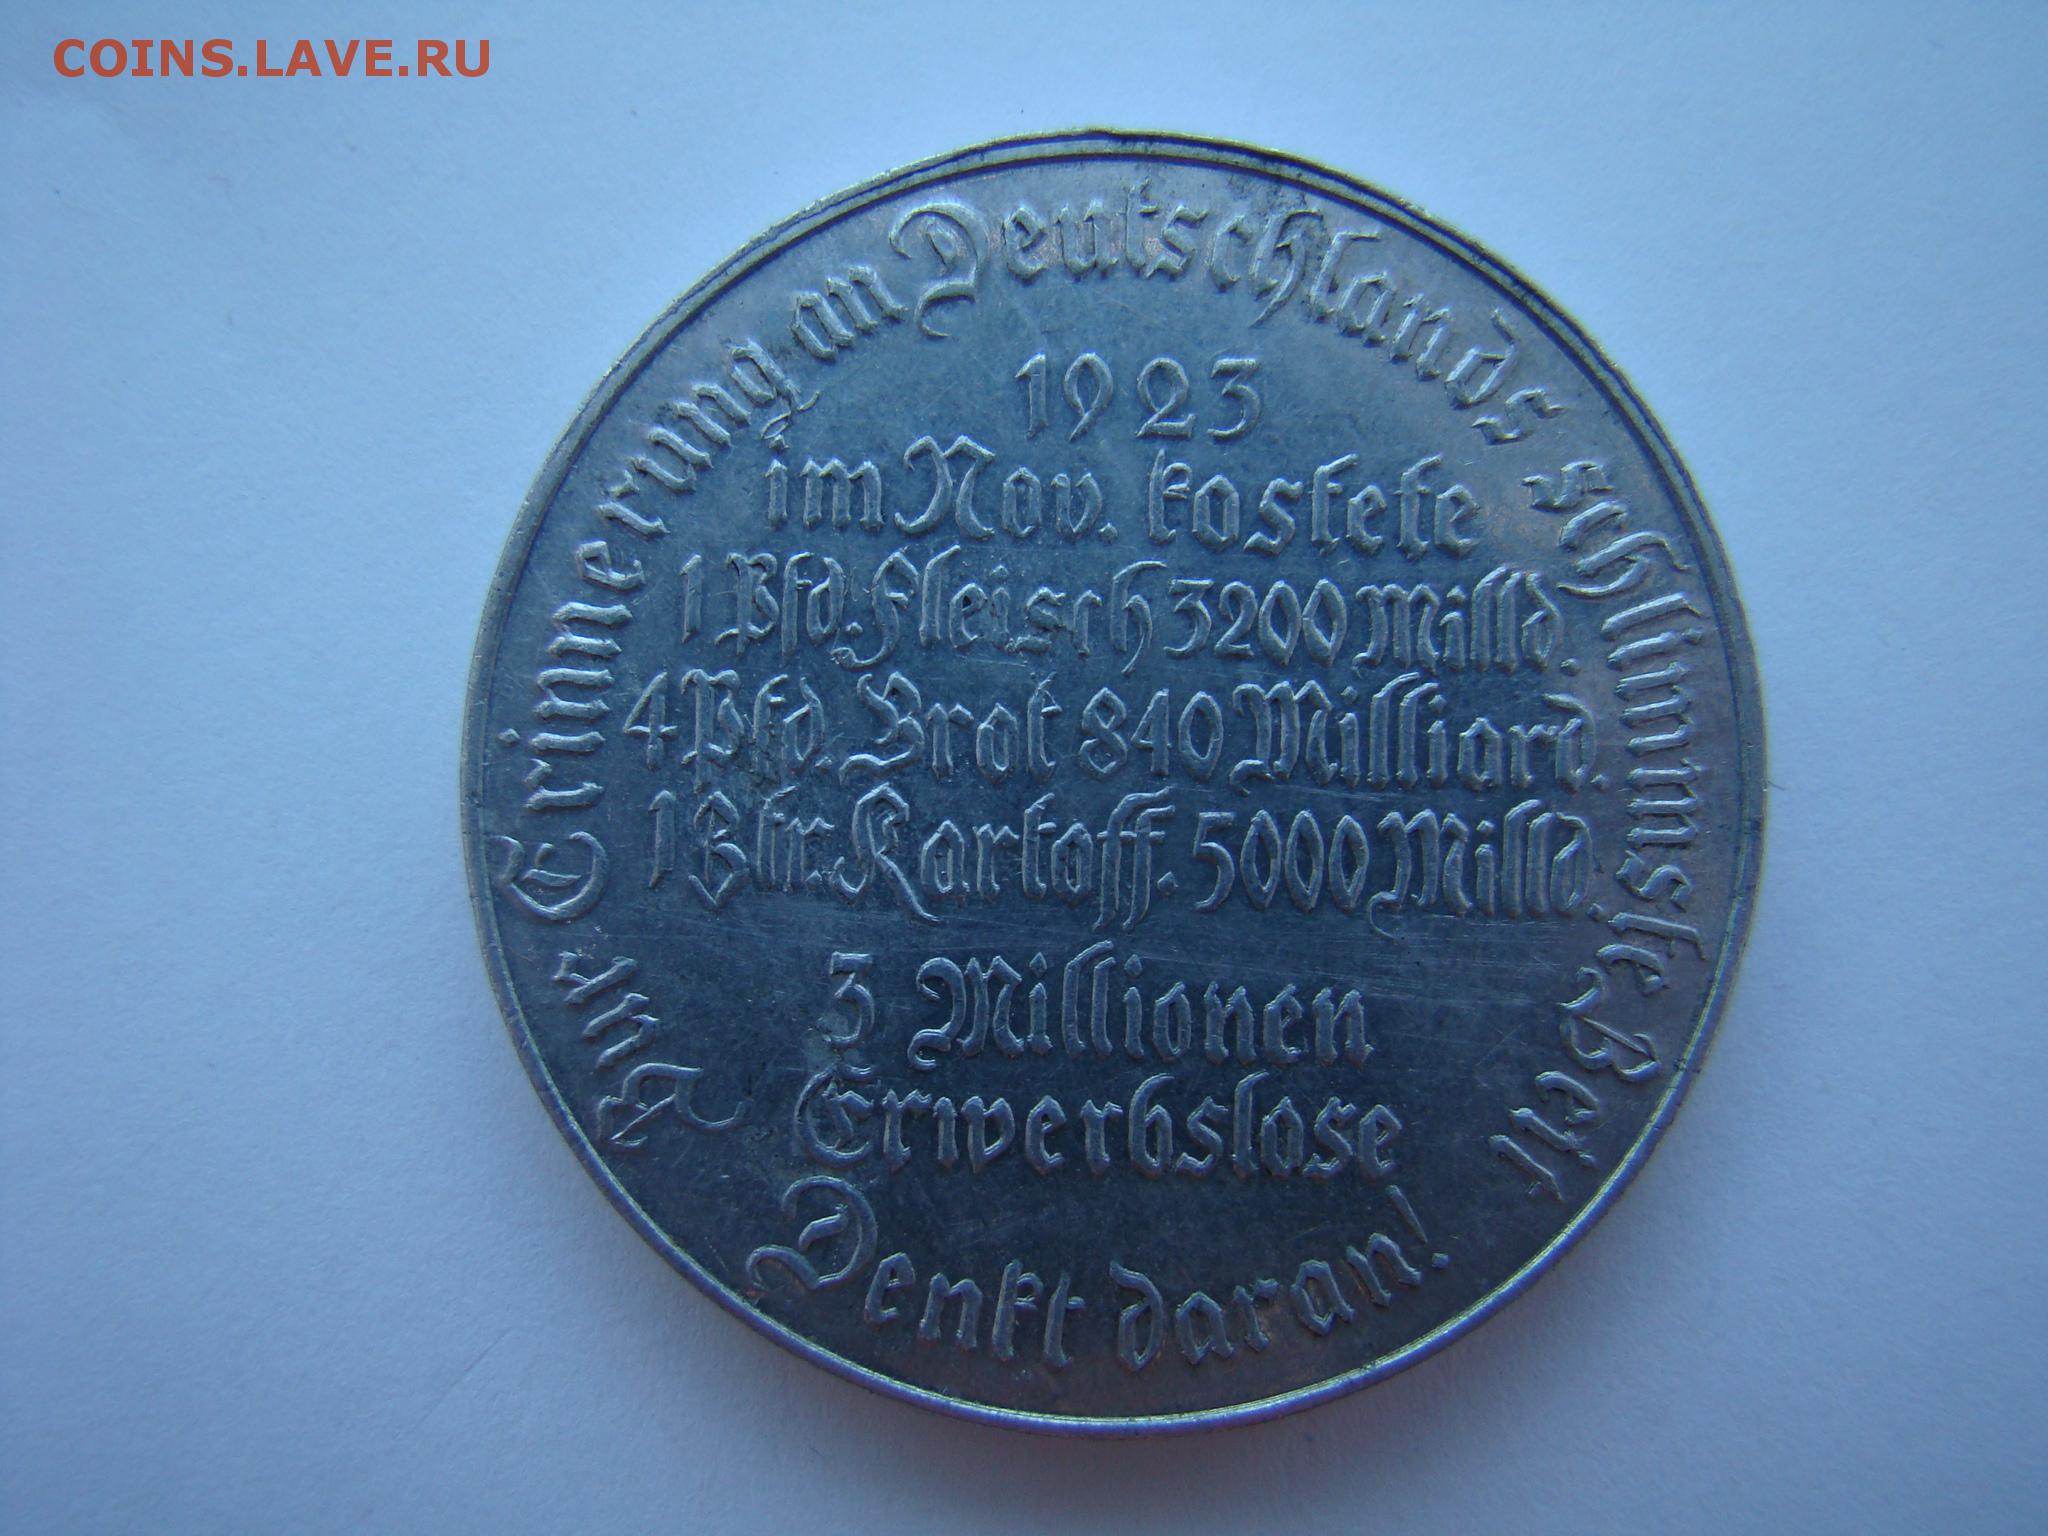 COINS.LAVE.RU
Zur Erinnerung an Deutschlands schlimmste Zeit
1923
im Nov. kostete
1 Pfd. Fleisch 3200 Milld.
4 Pfd. Brot 840 Milliard.
1 Ztr. Kartoff. 5000 Milld.
3 Millionen
Erwerbslose
Denkt daran!